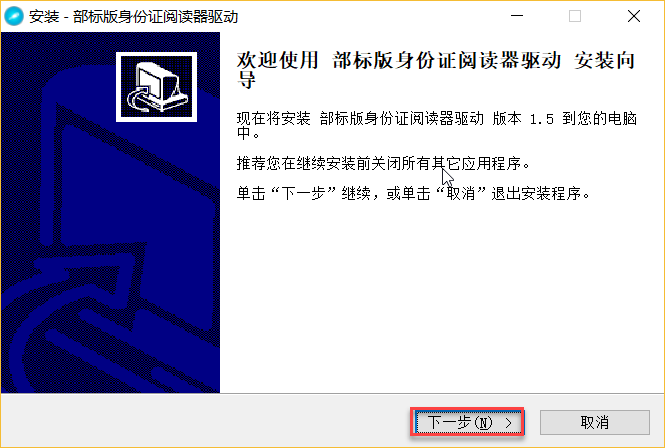 安装 - 部标版身份证阅读器驱动
欢迎使用 部标版身份证阅读器驱动 安装向
导
现在将安装 部标版身份证阅读器驱动 版本 1.5 到您的电脑
中。
推荐您在继续安装前关闭所有其它应用程序。
单击“下一步”继续，或单击“取消”退出安装程序。
下一步(N) >
取消